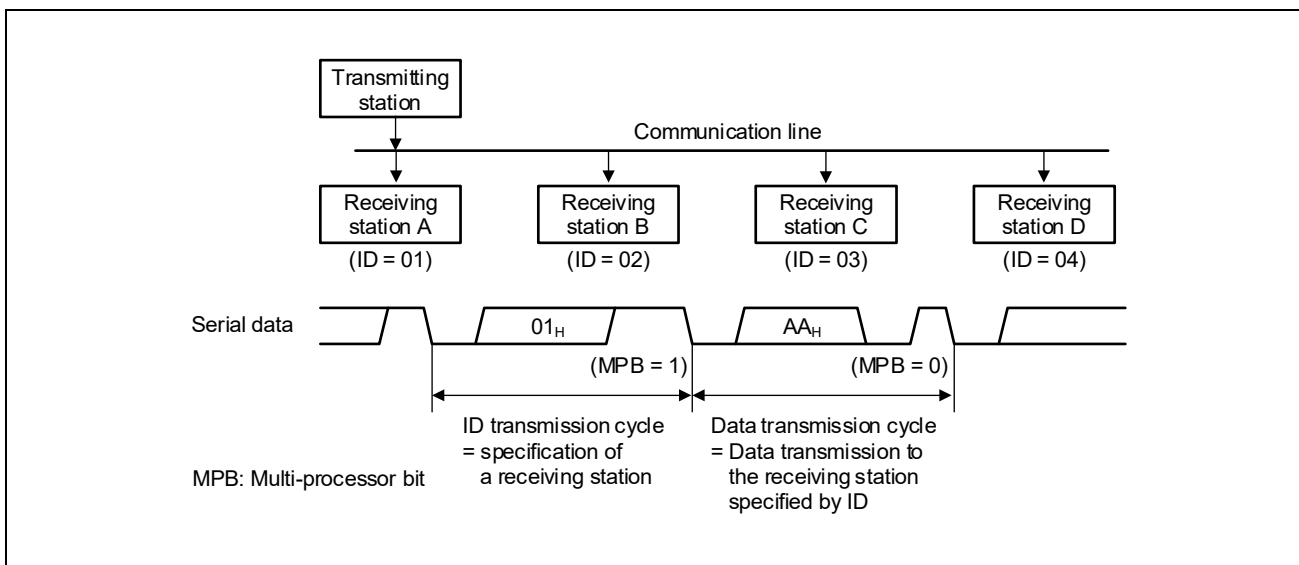 Transmitting
station
Communication line
Receiving
station A
Receiving
station B
Receiving
station C
Receiving
station D
(ID = 01)
(ID = 02)
(ID = 03)
(ID = 04)
Serial data
01H
AAH
(MPB = 1)
(MPB = 0)
ID transmission cycle
= specification of
a receiving station
Data transmission cycle
= Data transmission to
the receiving station
specified by ID
MPB: Multi-processor bit